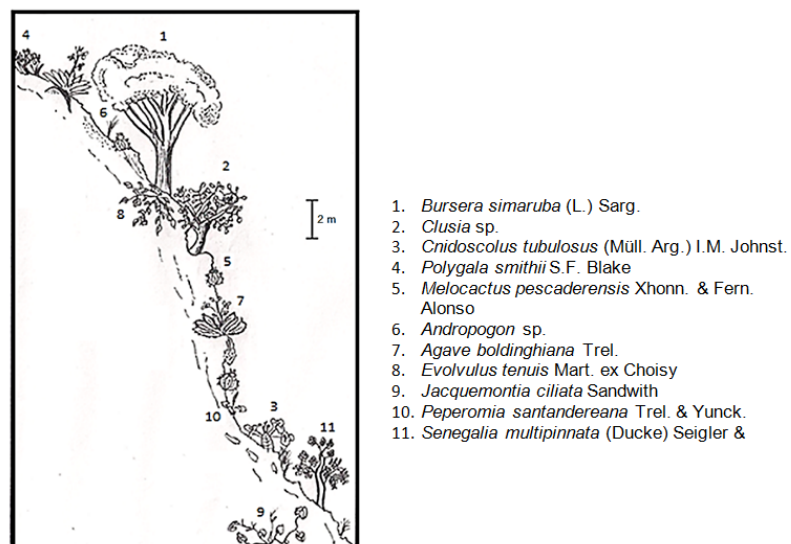 4
1
6
2
8
2 m
5
7
10
3
11
9
1. Bursera simaruba (L.) Sarg.
2. Clusia sp.
3. Cnidoscolus tubulosus (Müll. Arg.) I.M. Johnst.
4. Polygala smithii S.F. Blake
5. Melocactus pescaderensis Xhonn. & Fern.
Alonso
6. Andropogon sp.
7. Agave boldinghiana Trel.
8. Evolvulus tenuis Mart. ex Choisy
9. Jacquemontia ciliata Sandwith
10. Peperomia santandereana Trel. & Yunck.
11. Senegalia multipinnata (Ducke) Seigler &